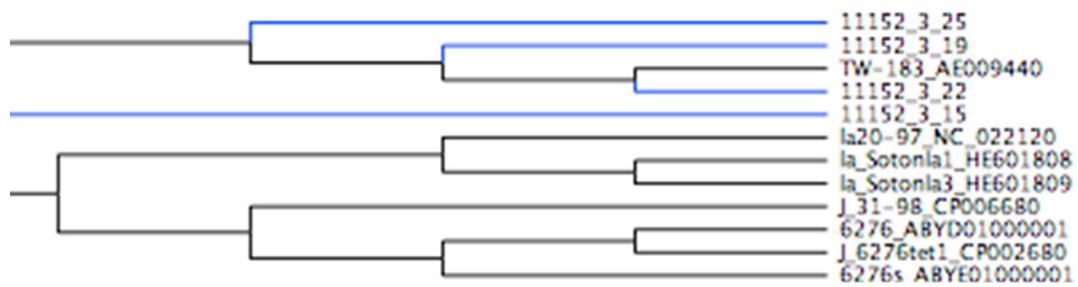 11152_3_25
11152_3_19
TW-183_AE009440
11152_3_22
11152_3_15
Ia20-97_NC_022120
Ia_SotonIa1_HE601808
Ia_SotonIa3_HE601809
J_31-98_CP006680
6276_ABYD01000001
J_6276tet1_CP002680
6276s_ABYE01000001